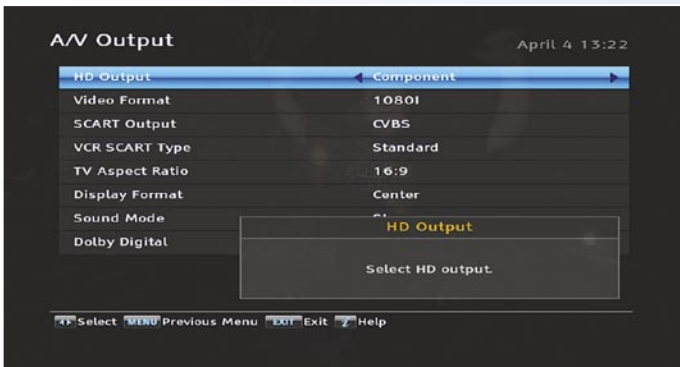 A/V Output
April 4 13:22
HD Output Component
Video Format 1080I
SCART Output CVBS
VCR SCART Type Standard
TV Aspect Ratio 16:9
Display Format Center
Sound Mode
Dolby Digital
HD Output
Select HD output.
Select MENU Previous Menu EXIT Exit i Help